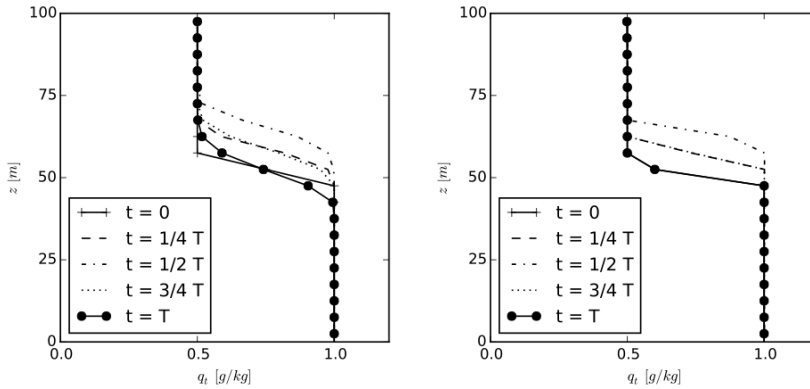 100
75
50
25
0
z [m]
t = 0
t = 1/4 T
t = 1/2 T
t = 3/4 T
t = T
0.0
0.5
1.0
q_t [g/kg]
100
75
50
25
0
z [m]
t = 0
t = 1/4 T
t = 1/2 T
t = 3/4 T
t = T
0.0
0.5
1.0
q_t [g/kg]